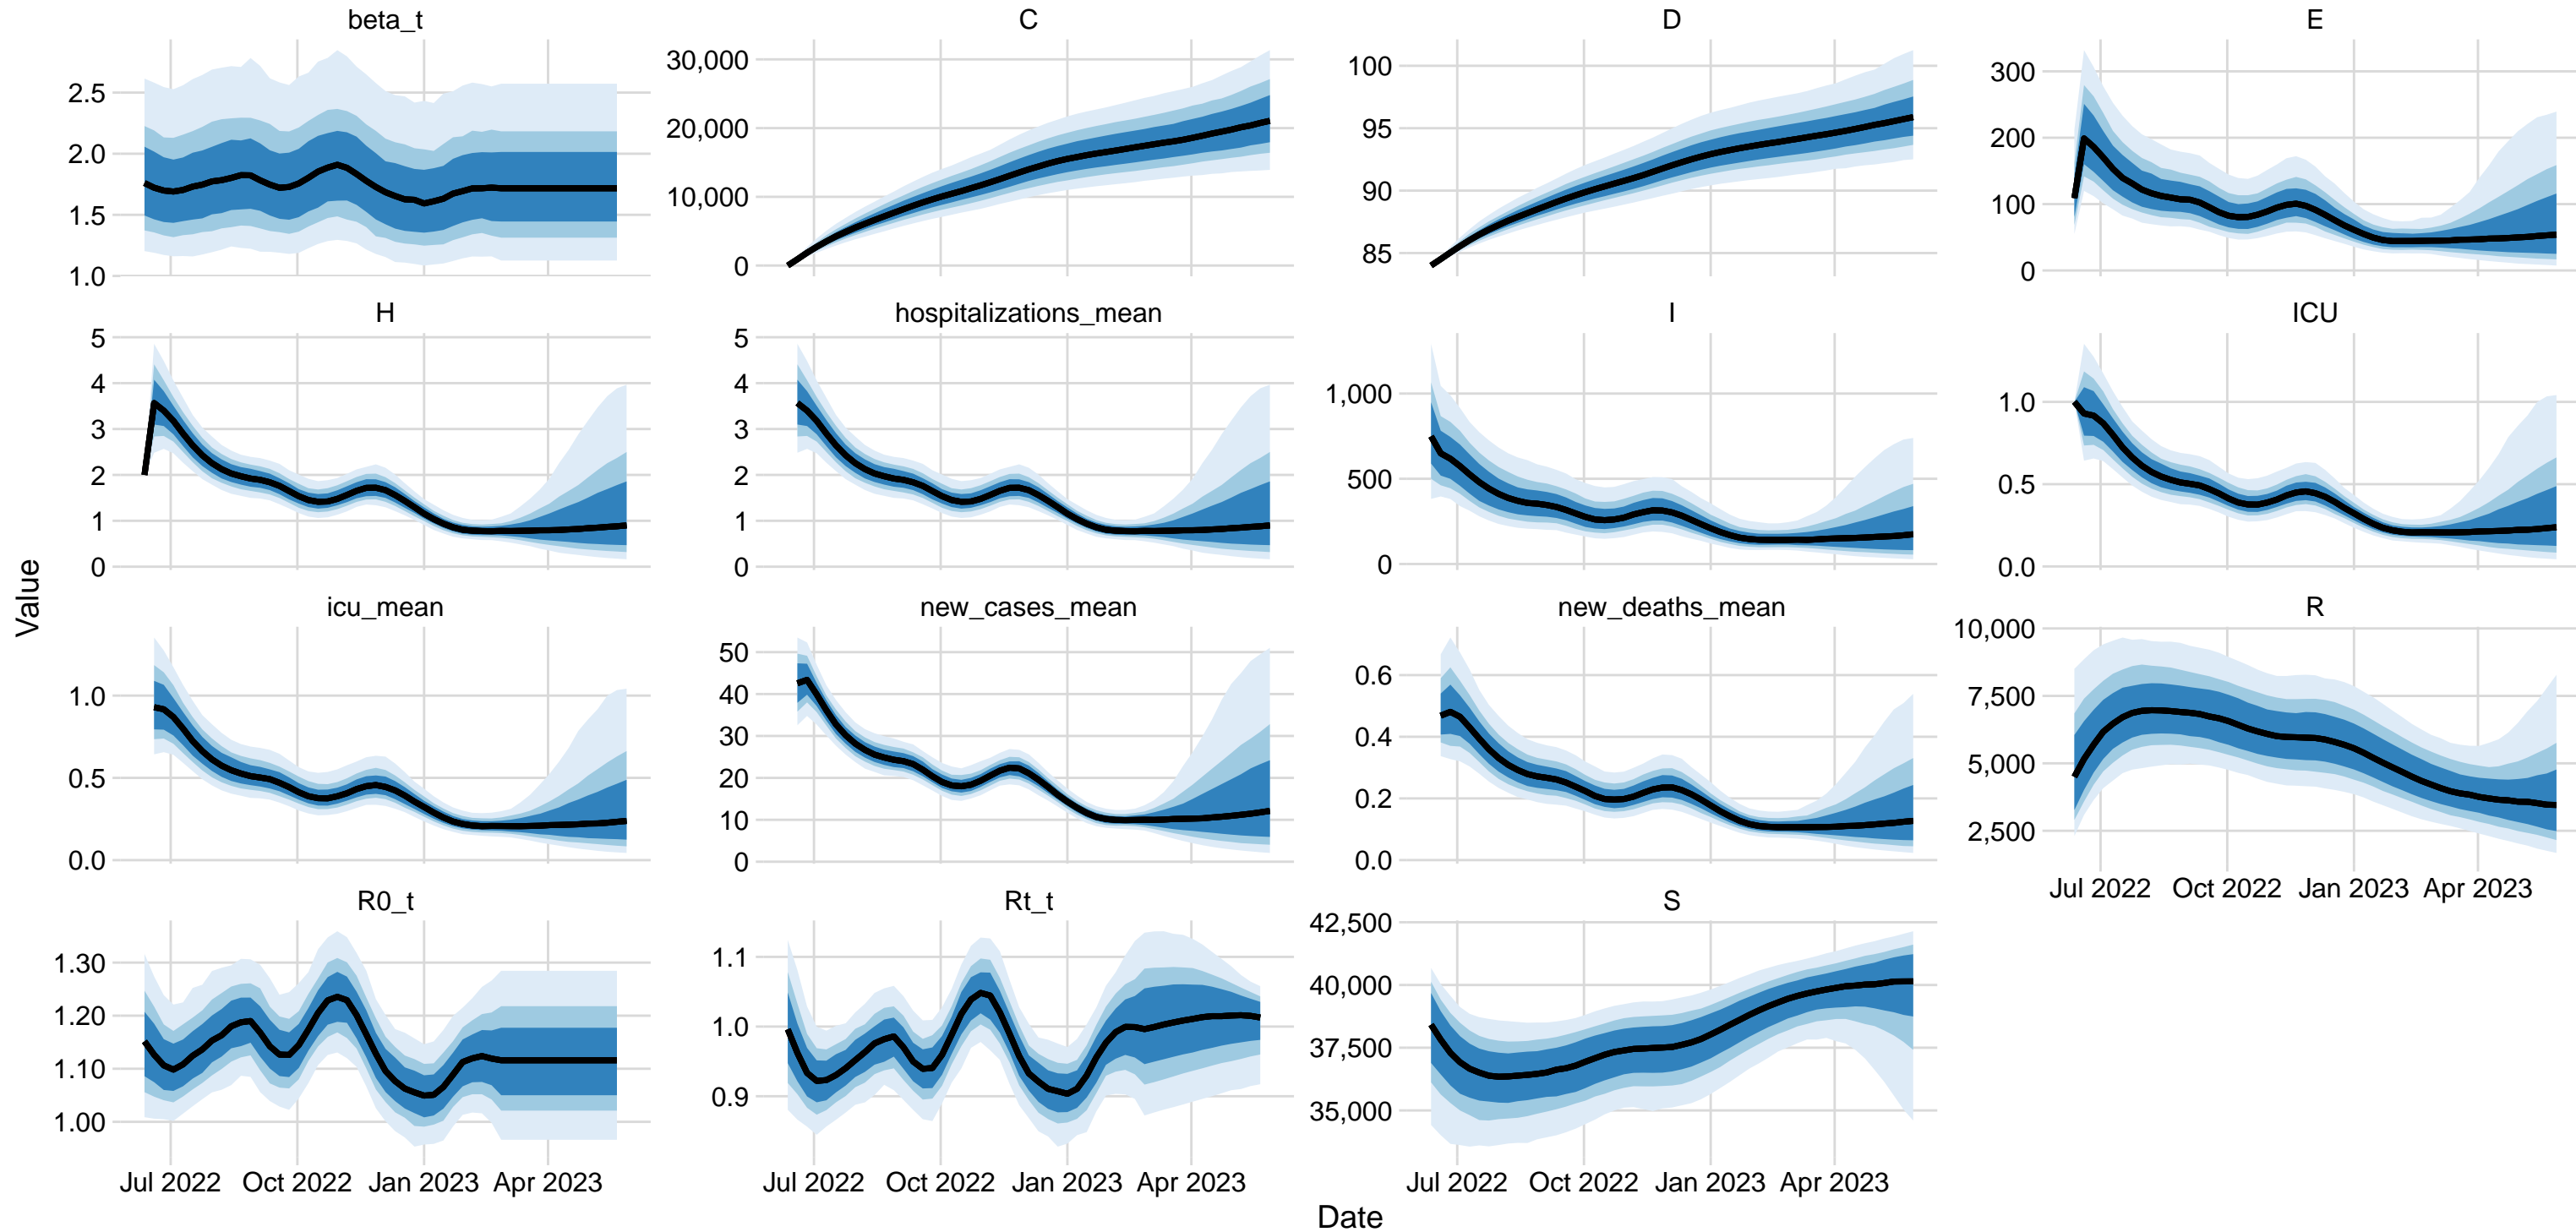 beta_t
C
D
E
2.5
2.0
1.5
1.0
30,000
20,000
10,000
0
100
95
90
85
300
200
100
0
H
hospitalizations_mean
I
ICU
5
4
3
2
1
0
5
4
3
2
1
0
1,000
500
0
1.0
0.5
0.0
Value
icu_mean
new_cases_mean
new_deaths_mean
R
1.0
0.5
0.0
50
40
30
20
10
0
0.6
0.4
0.2
0.0
10,000
7,500
5,000
2,500
Jul 2022 Oct 2022 Jan 2023 Apr 2023
R0_t
Rt_t
S
1.30
1.20
1.10
1.00
1.1
1.0
0.9
42,500
40,000
37,500
35,000
Jul 2022 Oct 2022 Jan 2023 Apr 2023
Jul 2022 Oct 2022 Jan 2023 Apr 2023
Jul 2022 Oct 2022 Jan 2023 Apr 2023
Date